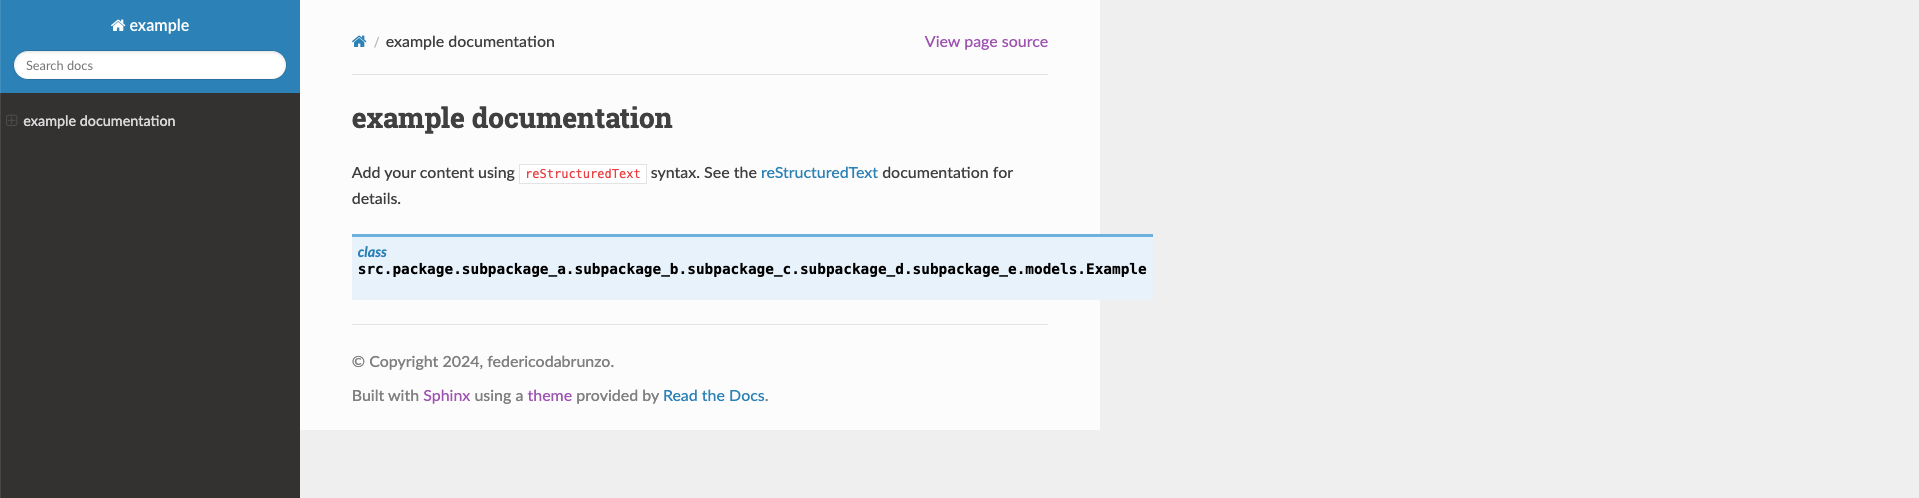 example
Search docs
example documentation
/ example documentation
View page source
example documentation
Add your content using reStructuredText syntax. See the reStructuredText documentation for
details.
class
src.package.subpackage_a.subpackage_b.subpackage_c.subpackage_d.subpackage_e.models.Example
© Copyright 2024, federicodabrunzo.
Built with Sphinx using a theme provided by Read the Docs.